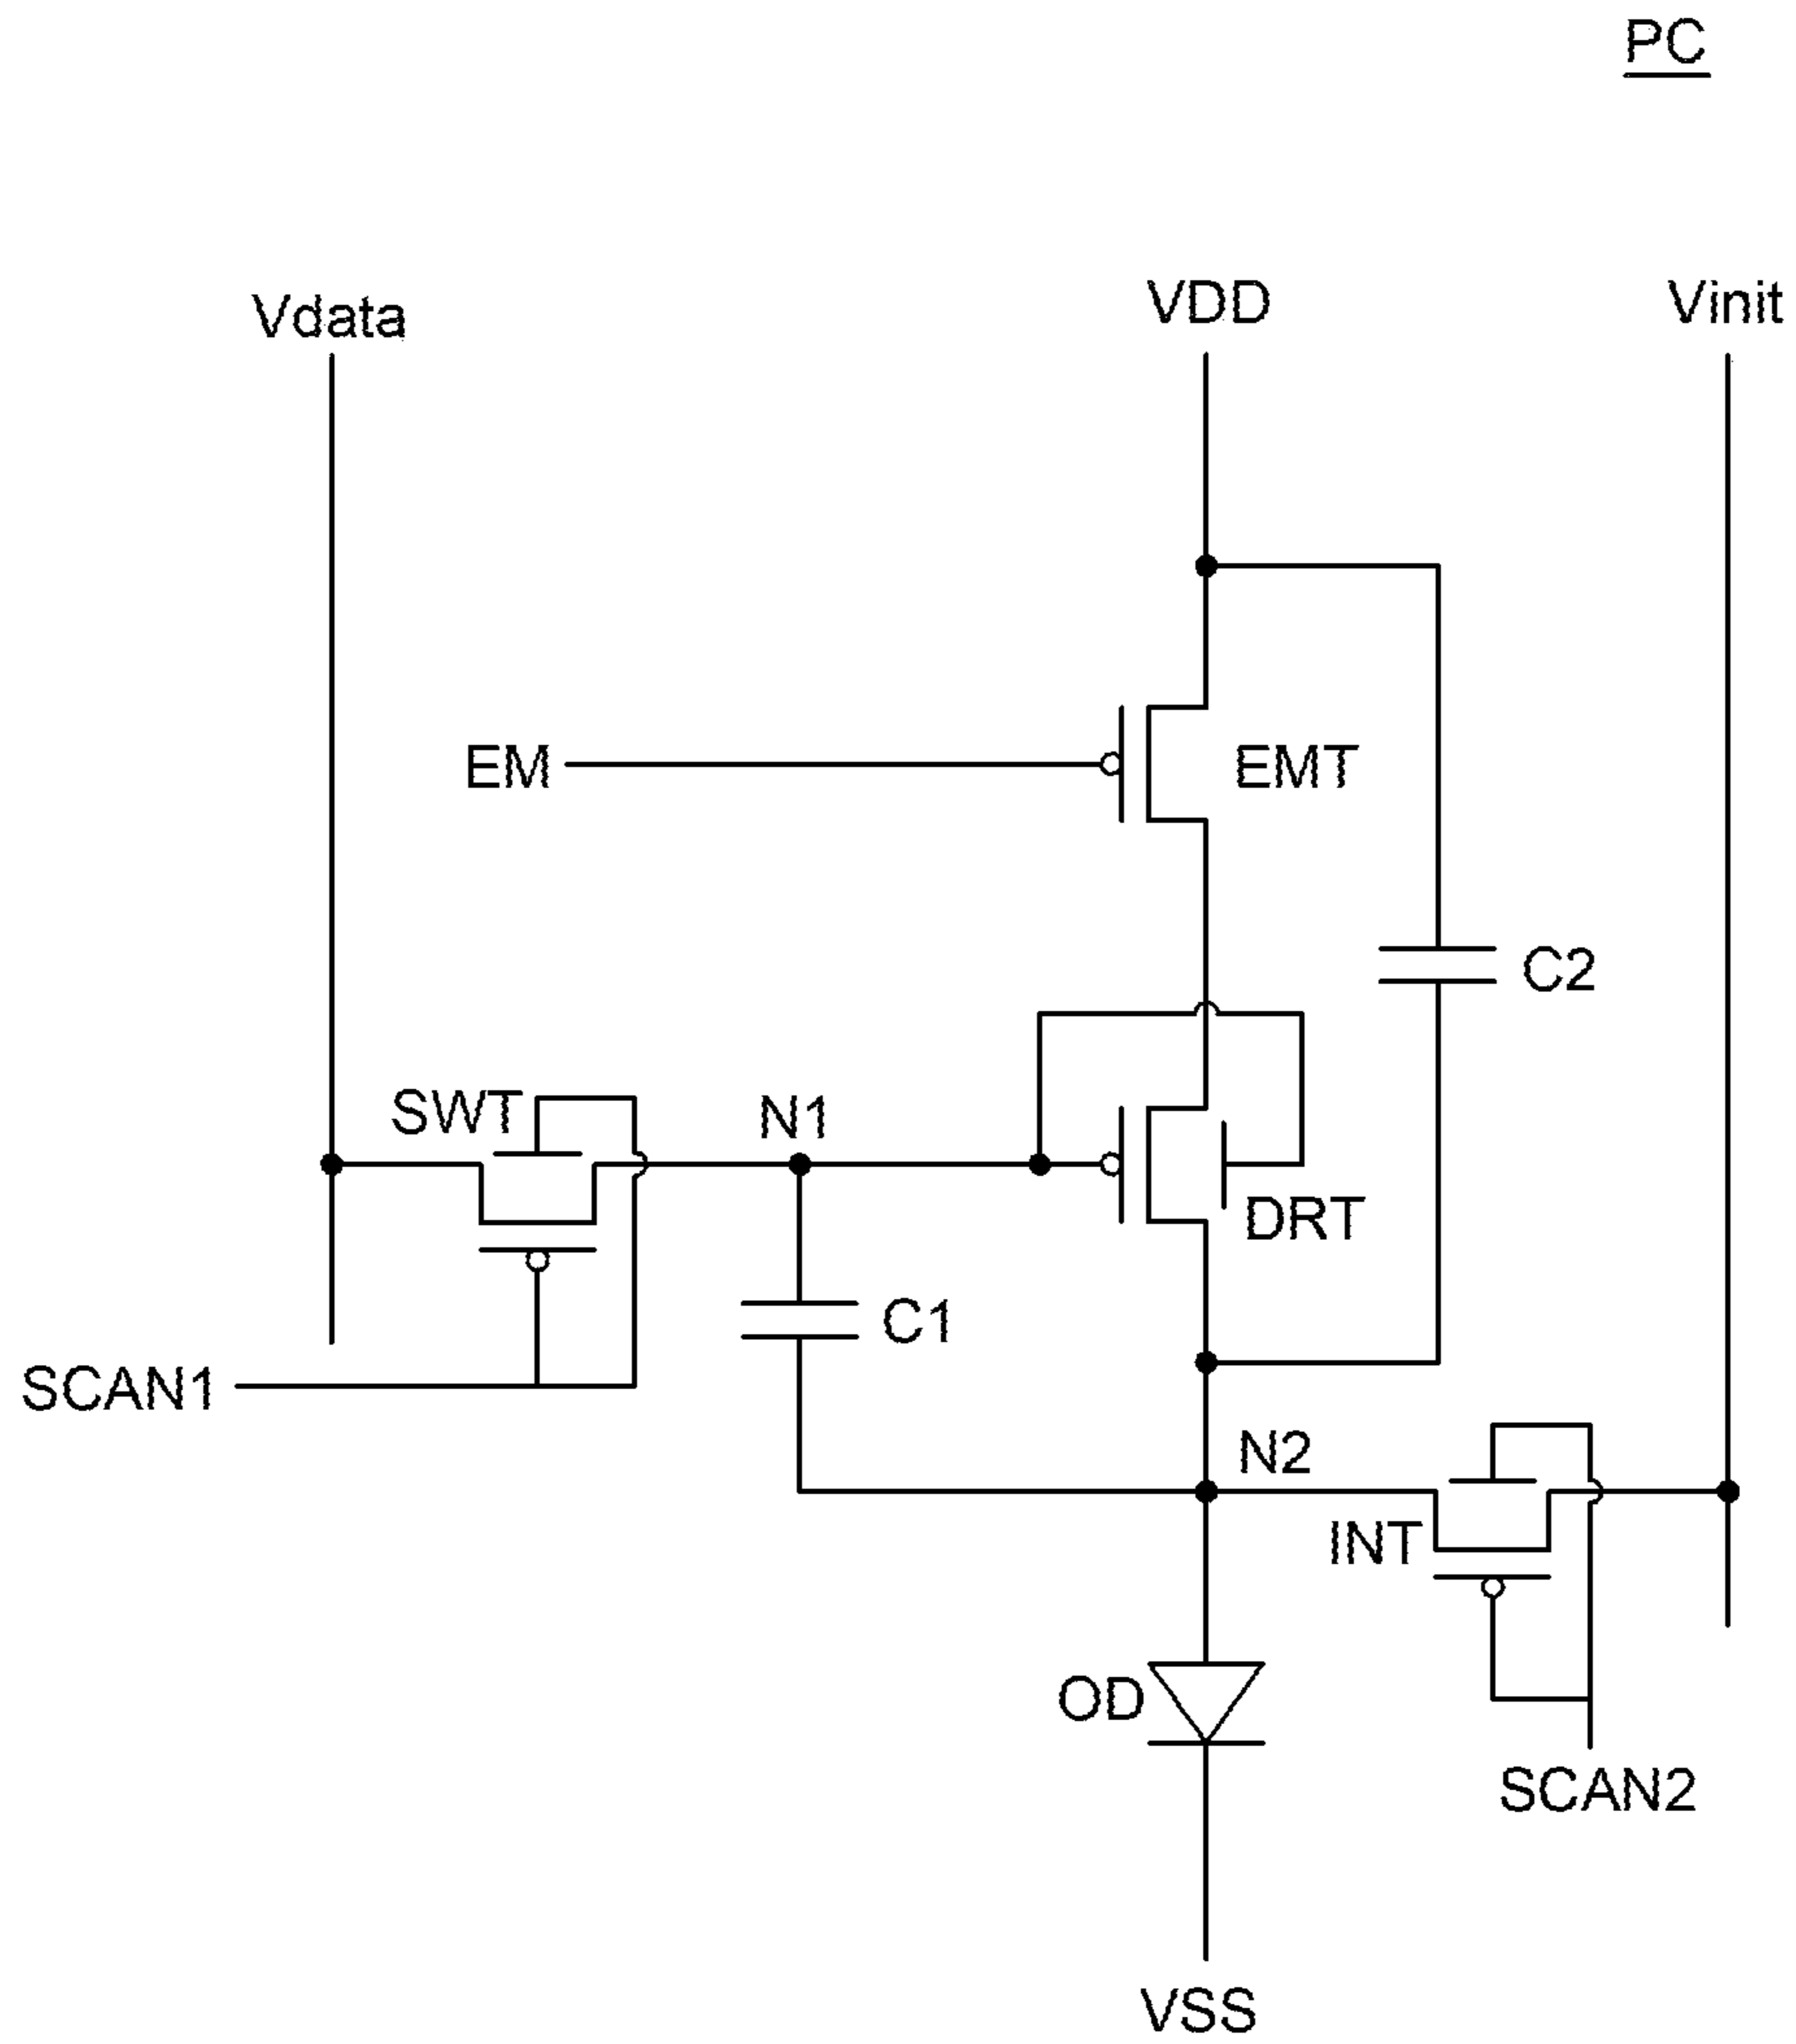 PC
Vdata
VDD
Vinit
EM
EMT
C2
SWT
N1
DRT
C1
SCAN1
N2
INT
OD
SCAN2
VSS